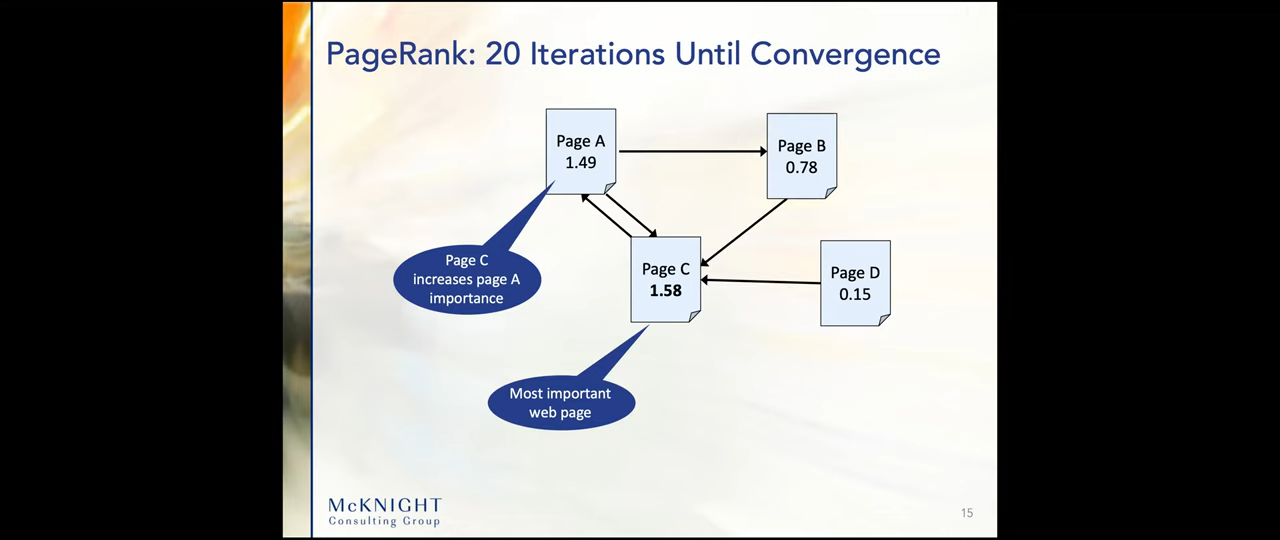 PageRank: 20 Iterations Until Convergence
Page A
1.49
Page B
0.78
Page C
increases page A
importance
Page C
1.58
Page D
0.15
Most important
web page
McKNIGHT
Consulting Group
15